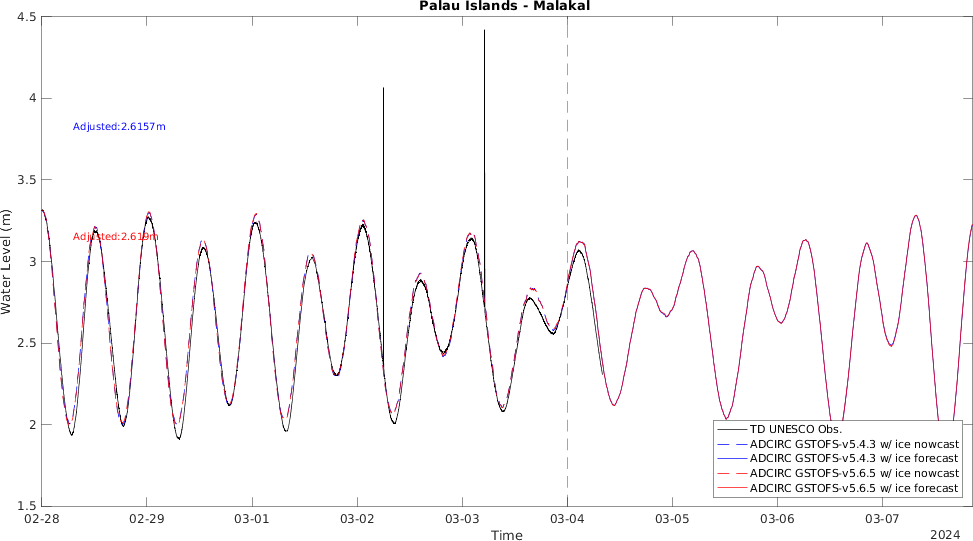 Palau Islands - Malakal
4.5
4
3.5
3
2.5
2
1.5
Water Level (m)
Adjusted:2.6157m
Adjusted:2.619m
TD UNESCO Obs.
ADCIRC GSTOFS-v5.4.3 w/ ice nowcast
ADCIRC GSTOFS-v5.4.3 w/ ice forecast
ADCIRC GSTOFS-v5.6.5 w/ ice nowcast
ADCIRC GSTOFS-v5.6.5 w/ ice forecast
02-28 02-29 03-01 03-02 03-03 03-04 03-05 03-06 03-07
Time
2024